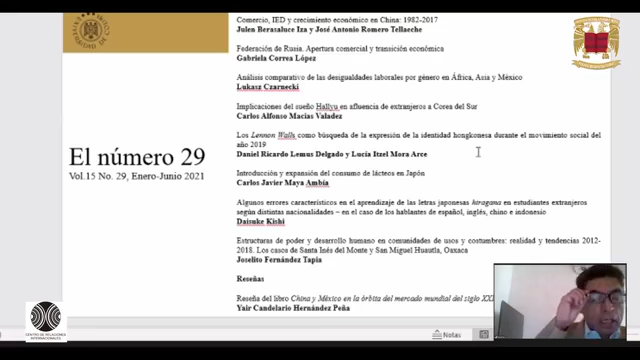 Comercio, IED y crecimiento económico en China: 1982-2017
Julen Berasaluce Iza y José Antonio Romero Tellaeche
Federación de Rusia. Apertura comercial y transición económica
Gabriela Correa López
Análisis comparativo de las desigualdades laborales por género en África, Asia y México
Lukasz Czarnecki
Implicaciones del sueño Hallyu en afluencia de extranjeros a Corea del Sur
Carlos Alfonso Macías Valadez
Los Lennon Walls como búsqueda de la expresión de la identidad hongkonesa durante el movimiento social del
año 2019
Daniel Ricardo Lemus Delgado y Lucía Itzel Mora Arce
Introducción y expansión del consumo de lácteos en Japón
Carlos Javier Maya Ambía
Algunos errores característicos en el aprendizaje de las letras japonesas hiragana en estudiantes extranjeros
según distintas nacionalidades – en el caso de los hablantes de español, inglés, chino e indonesio
Daisuke Kishi
Estructuras de poder y desarrollo humano en comunidades de usos y costumbres: realidad y tendencias 2012-
2018. Los casos de Santa Inés del Monte y San Miguel Huautla, Oaxaca
Joselito Fernández Tapia
Reseñas
Reseña del libro China y México en la órbita del mercado mundial del siglo XXI
Yair Candelario Hernández Peña
El número 29
Vol.15 No. 29, Enero-Junio 2021
CENTRO DE RELACIONES
INTERNACIONALES
Notas